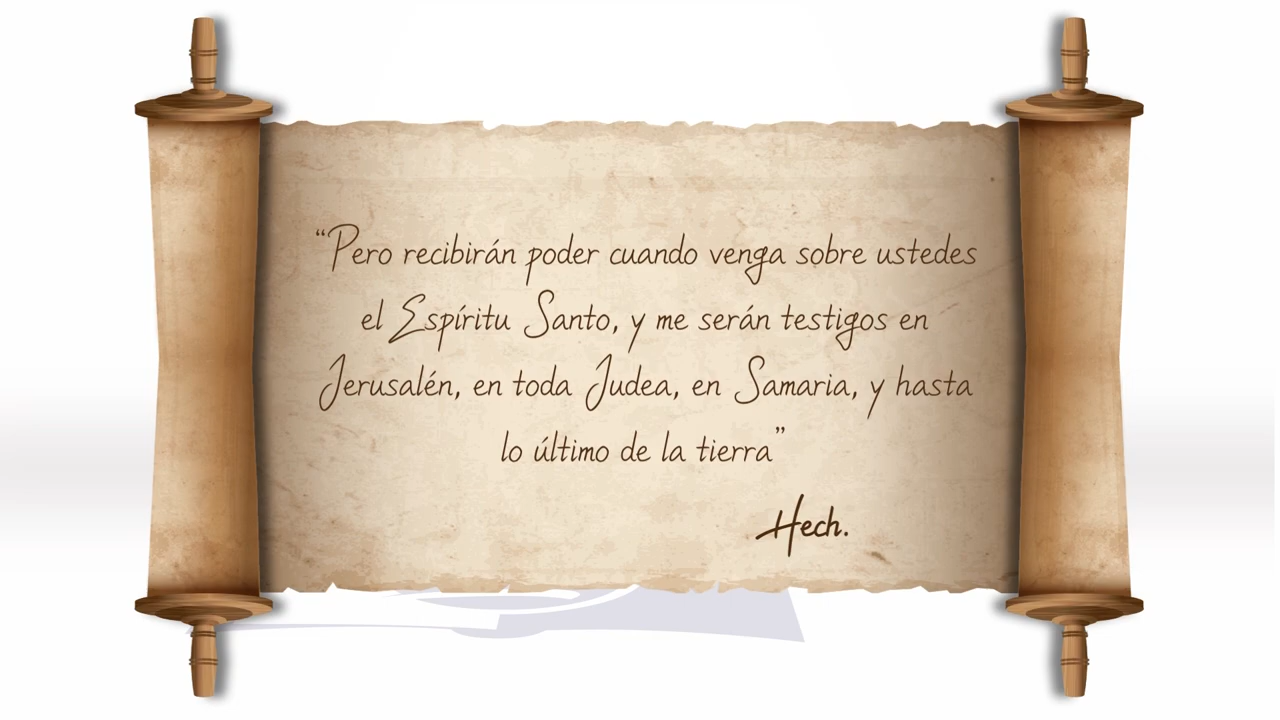 “Pero recibirán poder cuando venga sobre ustedes
el Espíritu Santo, y me serán testigos en
Jerusalén, en toda Judea, en Samaria, y hasta
lo último de la tierra”
Hech.